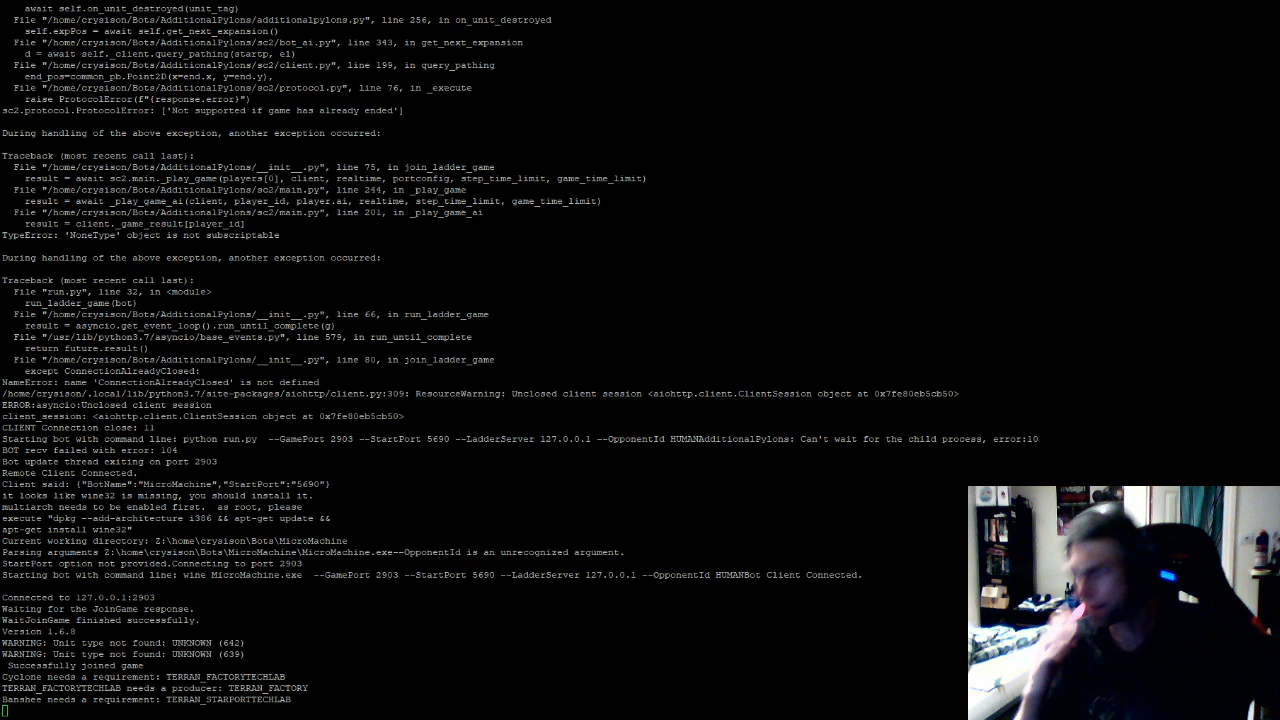 await self.on_unit_destroyed(unit_tag)
File "/home/crysison/Bots/AdditionalPylons/additionalpylons.py", line 256, in on_unit_destroyed
self.expPos = await self.get_next_expansion()
File "/home/crysison/Bots/AdditionalPylons/sc2/bot_ai.py", line 343, in get_next_expansion
d = await self._client.query_pathing(startp, el)
File "/home/crysison/Bots/AdditionalPylons/sc2/client.py", line 199, in query_pathing
end_pos=common_pb.Point2D(x=end.x, y=end.y),
File "/home/crysison/Bots/AdditionalPylons/sc2/protocol.py", line 76, in _execute
raise ProtocolError(f"{response.error}")
sc2.protocol.ProtocolError: ['Not supported if game has already ended']
During handling of the above exception, another exception occurred:
Traceback (most recent call last):
File "/home/crysison/Bots/AdditionalPylons/__init__.py", line 75, in join_ladder_game
result = await sc2.main._play_game(players[0], client, realtime, portconfig, step_time_limit, game_time_limit)
File "/home/crysison/Bots/AdditionalPylons/sc2/main.py", line 244, in _play_game
result = await _play_game_ai(client, player_id, player.ai, realtime, step_time_limit, game_time_limit)
File "/home/crysison/Bots/AdditionalPylons/sc2/main.py", line 201, in _play_game_ai
result = client._game_result[player_id]
TypeError: 'NoneType' object is not subscriptable
During handling of the above exception, another exception occurred:
Traceback (most recent call last):
File "run.py", line 32, in <module>
run_ladder_game(bot)
File "/home/crysison/Bots/AdditionalPylons/__init__.py", line 66, in run_ladder_game
result = asyncio.get_event_loop().run_until_complete(g)
File "/usr/lib/python3.7/asyncio/base_events.py", line 579, in run_until_complete
return future.result()
File "/home/crysison/Bots/AdditionalPylons/__init__.py", line 80, in join_ladder_game
except ConnectionAlreadyClosed:
NameError: name 'ConnectionAlreadyClosed' is not defined
/home/crysison/.local/lib/python3.7/site-packages/aiohttp/client.py:309: ResourceWarning: Unclosed client session <aiohttp.client.ClientSession object at 0x7fe80eb5cb50>
ERROR:asyncio:Unclosed client session
client_session: <aiohttp.client.ClientSession object at 0x7fe80eb5cb50>
CLIENT Connection close: 11
Starting bot with command line: python run.py  --GamePort 2903 --StartPort 5690 --LadderServer 127.0.0.1 --OpponentId HUMANAdditionalPylons: Can't wait for the child process, error:10
BOT recv failed with error: 104
Bot update thread exiting on port 2903
Remote Client Connected.
Client said: {"BotName":"MicroMachine","StartPort":"5690"}
it looks like wine32 is missing, you should install it.
multiarch needs to be enabled first.  as root, please
execute "dpkg --add-architecture i386 && apt-get update &&
apt-get install wine32"
Current working directory: Z:\home\crysison\Bots\MicroMachine
Parsing arguments Z:\home\crysison\Bots\MicroMachine\MicroMachine.exe--OpponentId is an unrecognized argument.
StartPort option not provided.Connecting to port 2903
Starting bot with command line: wine MicroMachine.exe  --GamePort 2903 --StartPort 5690 --LadderServer 127.0.0.1 --OpponentId HUMANBot Client Connected.
Connected to 127.0.0.1:2903
Waiting for the JoinGame response.
WaitJoinGame finished successfully.
Version 1.6.8
WARNING: Unit type not found: UNKNOWN (642)
WARNING: Unit type not found: UNKNOWN (639)
Successfully joined game
Cyclone needs a requirement: TERRAN_FACTORYTECHLAB
TERRAN_FACTORYTECHLAB needs a producer: TERRAN_FACTORY
Banshee needs a requirement: TERRAN_STARPORTTECHLAB